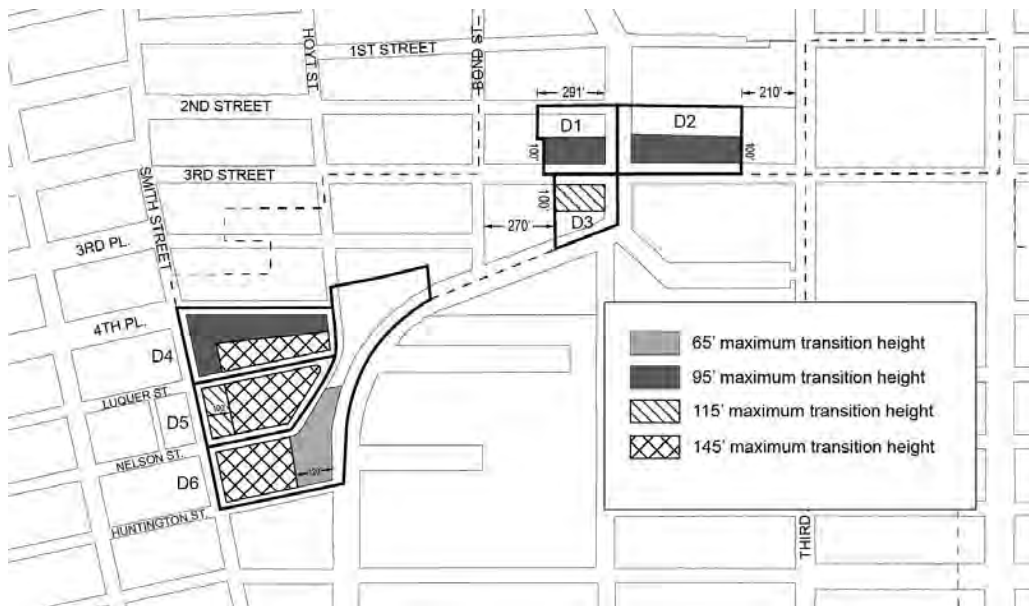 1ST STREET
HOYT ST.
BOND ST.
2ND STREET
291'
210'
D1
D2
100'
100'
3RD STREET
SMITH STREET
100'
D3
270'
3RD PL.
4TH PL.
D4
LUQUER ST.
D5
100'
NELSON ST.
D6
120'
HUNTINGTON ST.
65' maximum transition height
95' maximum transition height
115' maximum transition height
145' maximum transition height
THIRD